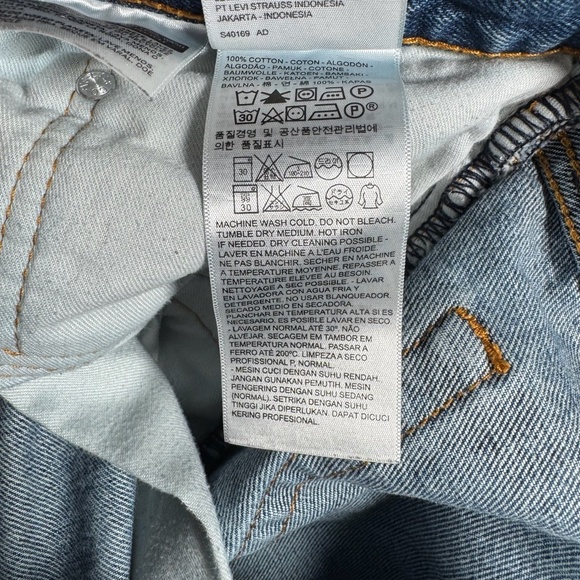 PT LEVI STRAUSS INDONESIA
JAKARTA - INDONESIA
S40169 AD
100% COTTON - COTON - ALGODÓN -
ALGODÃO - PAMUK - COTONE -
BAUMWOLLE - KATOEN - BAMBAKI -
ХЛОПОК - BAWEŁNA - PAMUT -
BAVLNA - 棉 - 면 - 綿 100% - KAPAS
P
30 P
품질경영 및 공산품안전관리법에
의한 품질표시
MACHINE WASH COLD. DO NOT BLEACH.
TUMBLE DRY MEDIUM. HOT IRON
IF NEEDED. DRY CLEANING POSSIBLE -
LAVER EN MACHINE A L'EAU FROIDE.
NE PAS BLANCHIR. SECHER EN MACHINE
A TEMPERATURE MOYENNE. REPASSER A
TEMPERATURE ELEVEE AU BESOIN.
NETTOYAGE A SEC POSSIBLE - LAVAR
EN LAVADORA CON AGUA FRIA Y
DETERGENTE. NO USAR BLANQUEADOR.
SECADO MEDIO EN SECADORA
PLANCHAR EN TEMPERATURA ALTA SI ES
NECESARIO. ES POSIBLE LAVAR EN SECO.
- LAVAGEM NORMAL ATÉ 30º. NÃO
ALVEJAR. SECAGEM EM TAMBOR EM
TEMPERATURA NORMAL. PASSAR A
FERRO ATÉ 200ºC. LIMPEZA A SECO
PROFISSIONAL P, NORMAL.
- MESIN CUCI DENGAN SUHU RENDAH.
JANGAN GUNAKAN PEMUTIH. MESIN
PENGERING DENGAN SUHU SEDANG
(NORMAL). SETRIKA DENGAN SUHU
TINGGI JIKA DIPERLUKAN. DAPAT DICUCI
KERING PROFESIONAL.